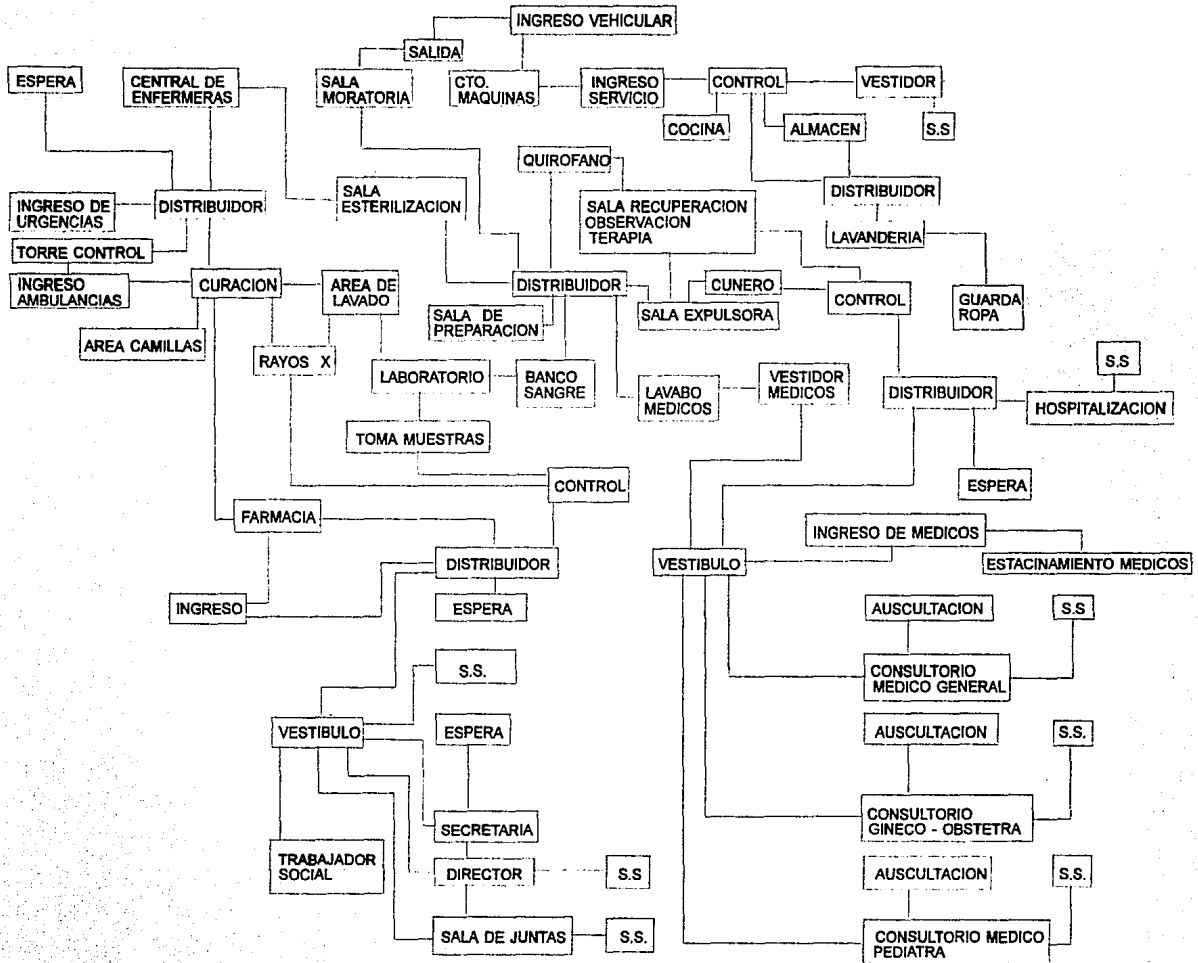 INGRESO VEHICULAR
SALIDA
ESPERA
CENTRAL DE
ENFERMERAS
SALA
MORATORIA
CTO.
MAQUINAS
INGRESO
SERVICIO
CONTROL
VESTIDOR
COCINA
ALMACEN
S.S
QUIROFANO
SALA
ESTERILIZACION
SALA RECUPERACION
OBSERVACION
TERAPIA
DISTRIBUIDOR
INGRESO DE
URGENCIAS
DISTRIBUIDOR
LAVANDERIA
TORRE CONTROL
INGRESO
AMBULANCIAS
CURACION
AREA DE
LAVADO
DISTRIBUIDOR
CUNERO
CONTROL
GUARDA
ROPA
SALA DE
PREPARACION
SALA EXPULSORA
AREA CAMILLAS
RAYOS X
LABORATORIO
BANCO
SANGRE
LAVABO
MEDICOS
VESTIDOR
MEDICOS
S.S
DISTRIBUIDOR
HOSPITALIZACION
TOMA MUESTRAS
CONTROL
ESPERA
FARMACIA
INGRESO DE MEDICOS
DISTRIBUIDOR
VESTIBULO
ESTACINAMIENTO MEDICOS
INGRESO
ESPERA
AUSCULTACION
S.S
S.S.
CONSULTORIO
MEDICO GENERAL
VESTIBULO
ESPERA
AUSCULTACION
S.S.
SECRETARIA
CONSULTORIO
GINECO - OBSTETRA
TRABAJADOR
SOCIAL
DIRECTOR
S.S
AUSCULTACION
S.S.
SALA DE JUNTAS
S.S.
CONSULTORIO MEDICO
PEDIATRA